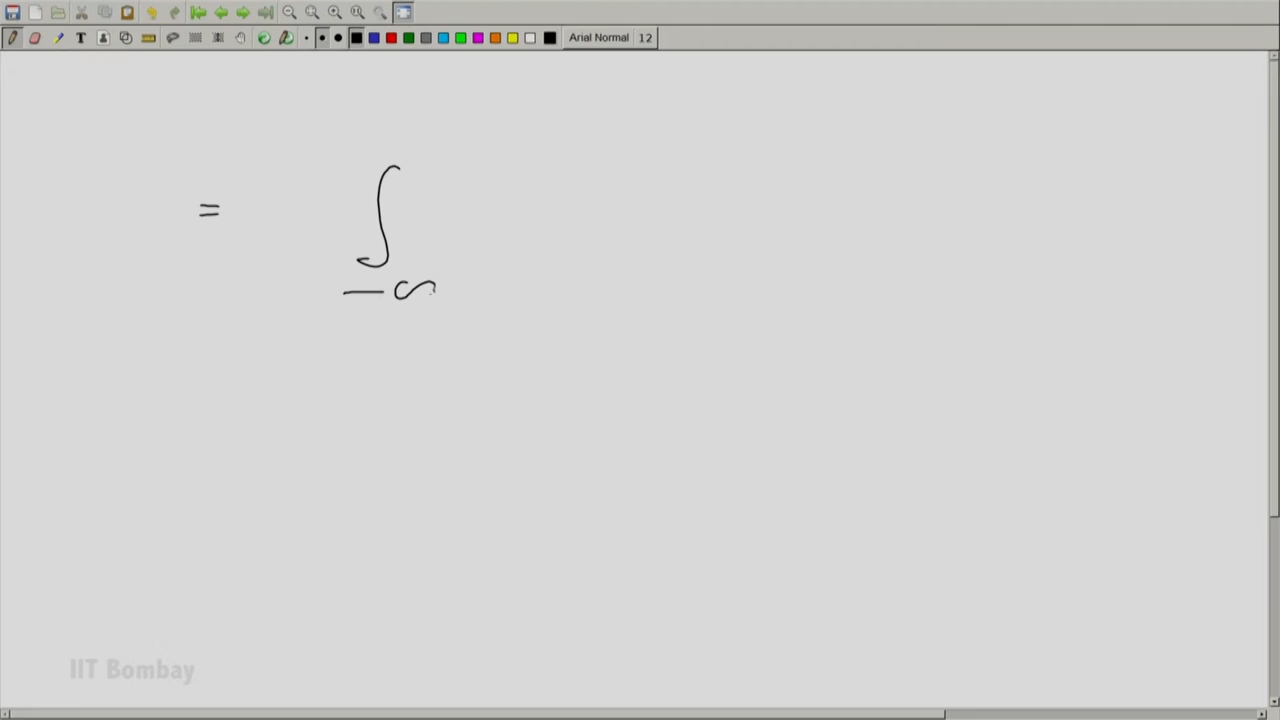 Arial Normal 12
= ∫
-∞
IIT Bombay